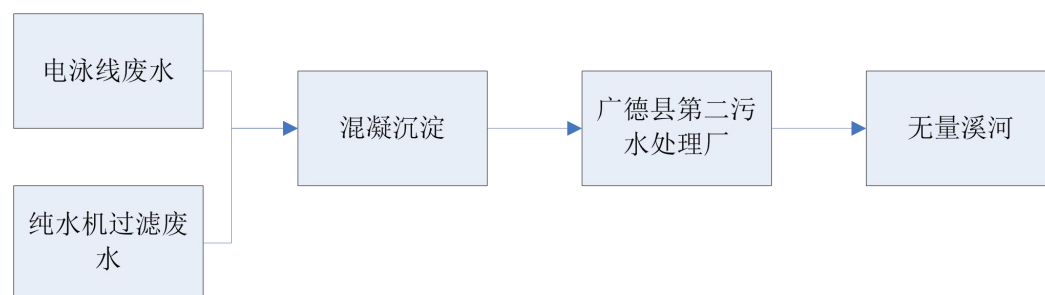 电泳线废水
纯水机过滤废
水
混凝沉淀
广德县第二污
水处理厂
无量溪河